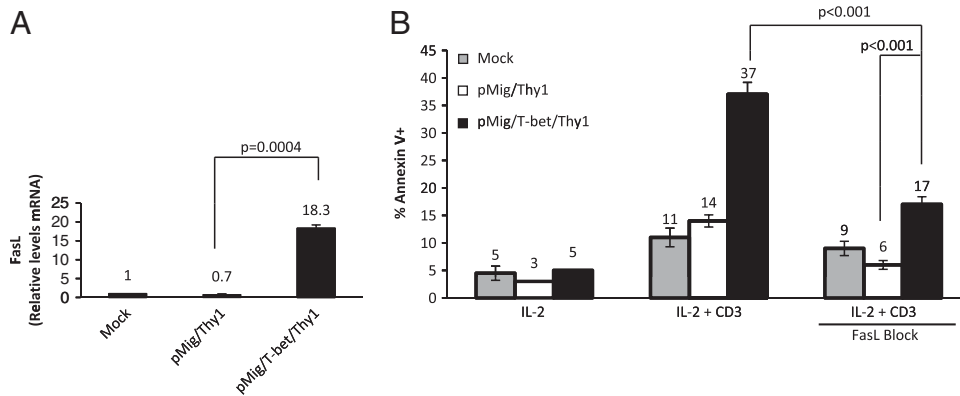 A
FasL
(Relative levels mRNA)
25
20
15
10
5
0
1
0.7
18.3
p=0.0004
Mock
pMig/Thy1
pMig/T-bet/Thy1
B
% Annexin V+
45
40
35
30
25
20
15
10
5
0
Mock
pMig/Thy1
pMig/T-bet/Thy1
p<0.001
p<0.001
5
3
5
11
14
37
9
6
17
IL-2
IL-2 + CD3
IL-2 + CD3
FasL Block